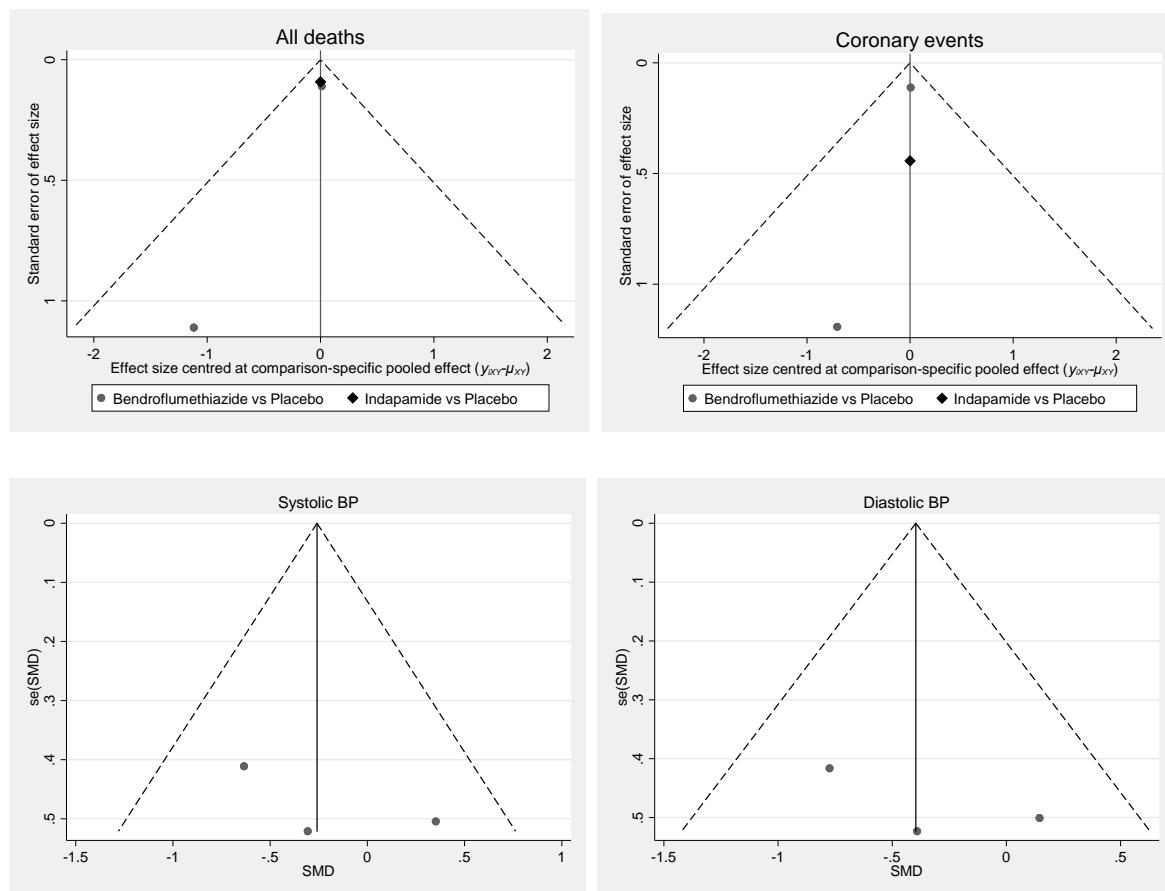 All deaths
Standard error of effect size
0
.5
1
-2
-1
0
1
2
Effect size centred at comparison-specific pooled effect (yiXY-μXY)
Bendroflumethiazide vs Placebo
Indapamide vs Placebo
Coronary events
Standard error of effect size
0
.5
1
-2
-1
0
1
2
Effect size centred at comparison-specific pooled effect (yiXY-μXY)
Bendroflumethiazide vs Placebo
Indapamide vs Placebo
Systolic BP
se(SMD)
0
.1
.2
.3
.4
.5
-1.5
-1
-.5
0
.5
1
SMD
Diastolic BP
se(SMD)
0
.1
.2
.3
.4
.5
-1.5
-1
-.5
0
.5
SMD